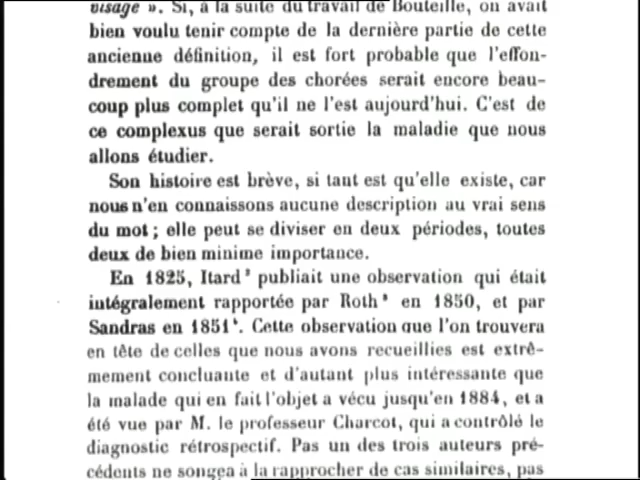 visage ». Si, à la suite du travail de Bouteille, on avait
bien voulu tenir compte de la dernière partie de cette
ancienne définition, il est fort probable que l'effon-
drement du groupe des chorées serait encore beau-
coup plus complet qu'il ne l'est aujourd'hui. C'est de
ce complexus que serait sortie la maladie que nous
allons étudier.
Son histoire est brève, si tant est qu'elle existe, car
nous n'en connaissons aucune description au vrai sens
du mot ; elle peut se diviser en deux périodes, toutes
deux de bien minime importance.
En 1825, Itard publiait une observation qui était
intégralement rapportée par Roth en 1850, et par
Sandras en 1851. Cette observation que l'on trouvera
en tête de celles que nous avons recueillies est extrê-
mement concluante et d'autant plus intéressante que
la malade qui en fait l'objet a vécu jusqu'en 1884, et a
été vue par M. le professeur Charcot, qui a contrôlé le
diagnostic rétrospectif. Pas un des trois auteurs pré-
cédents ne songea à la rapprocher de cas similaires, pas